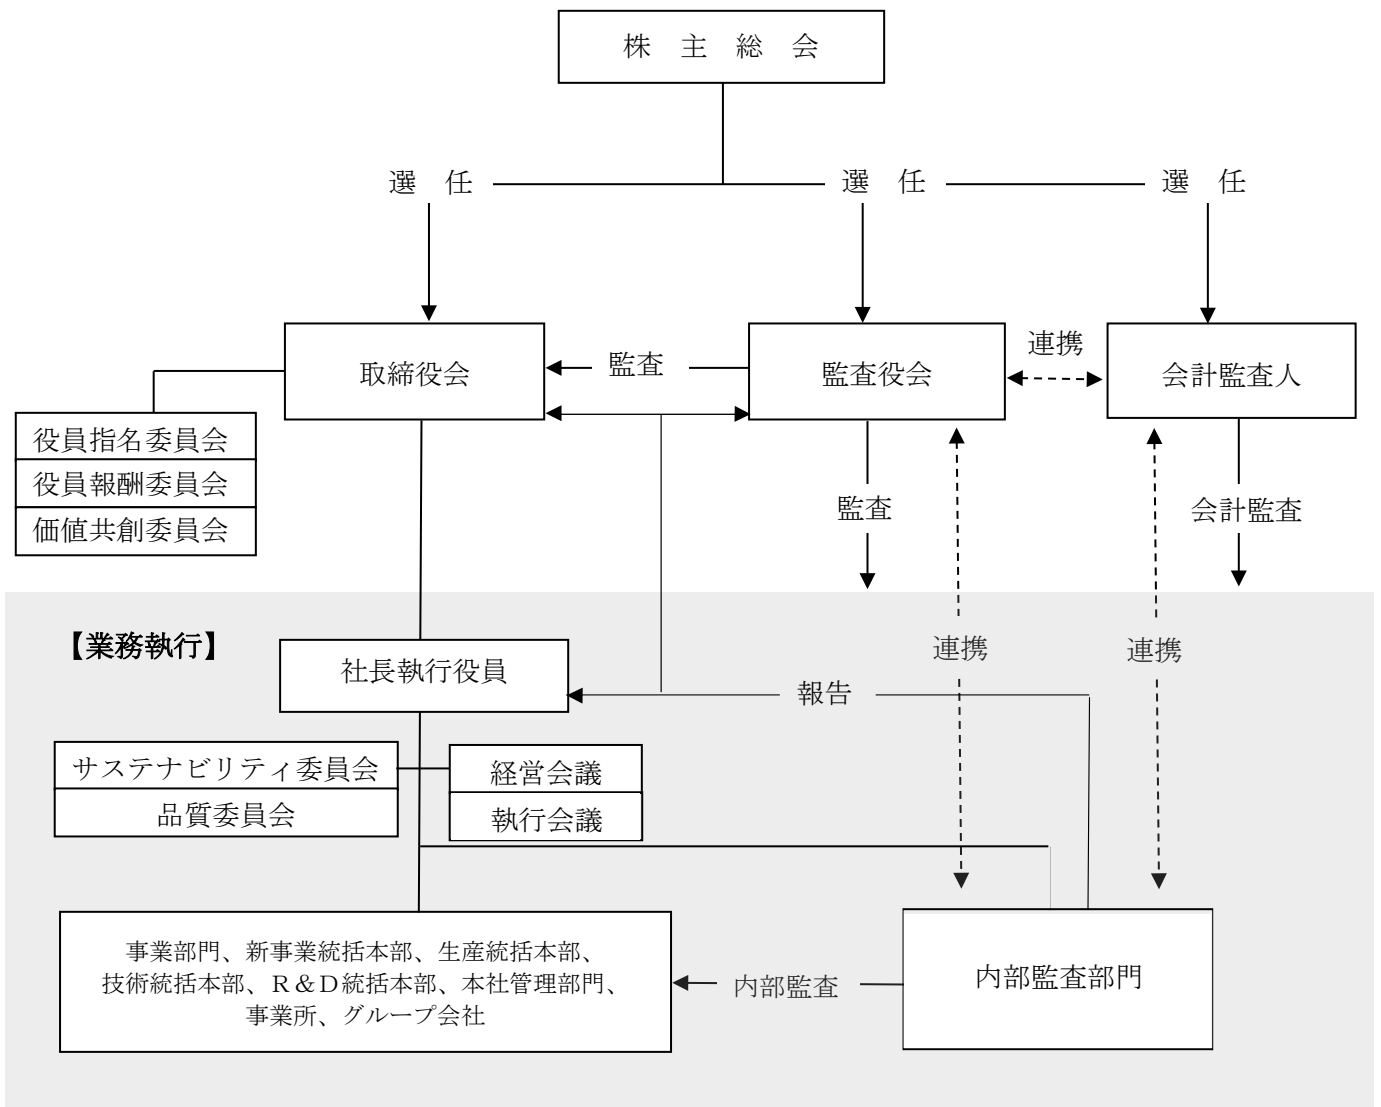 株　主　総　会
選　任
選　任
選　任
取締役会
監査
監査役会
連携
会計監査人
役員指名委員会
役員報酬委員会
価値共創委員会
監査
会計監査
【業務執行】
社長執行役員
連携
連携
報告
サステナビリティ委員会
品質委員会
経営会議
執行会議
事業部門、新事業統括本部、生産統括本部、
技術統括本部、Ｒ＆Ｄ統括本部、本社管理部門、
事業所、グループ会社
内部監査
内部監査部門